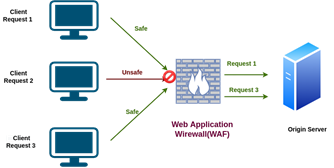 Client
Request 1
Safe
Client
Request 2
Unsafe
Request 1
Request 3
Safe
Client
Request 3
Web Application
Wirewall(WAF)
Origin Server